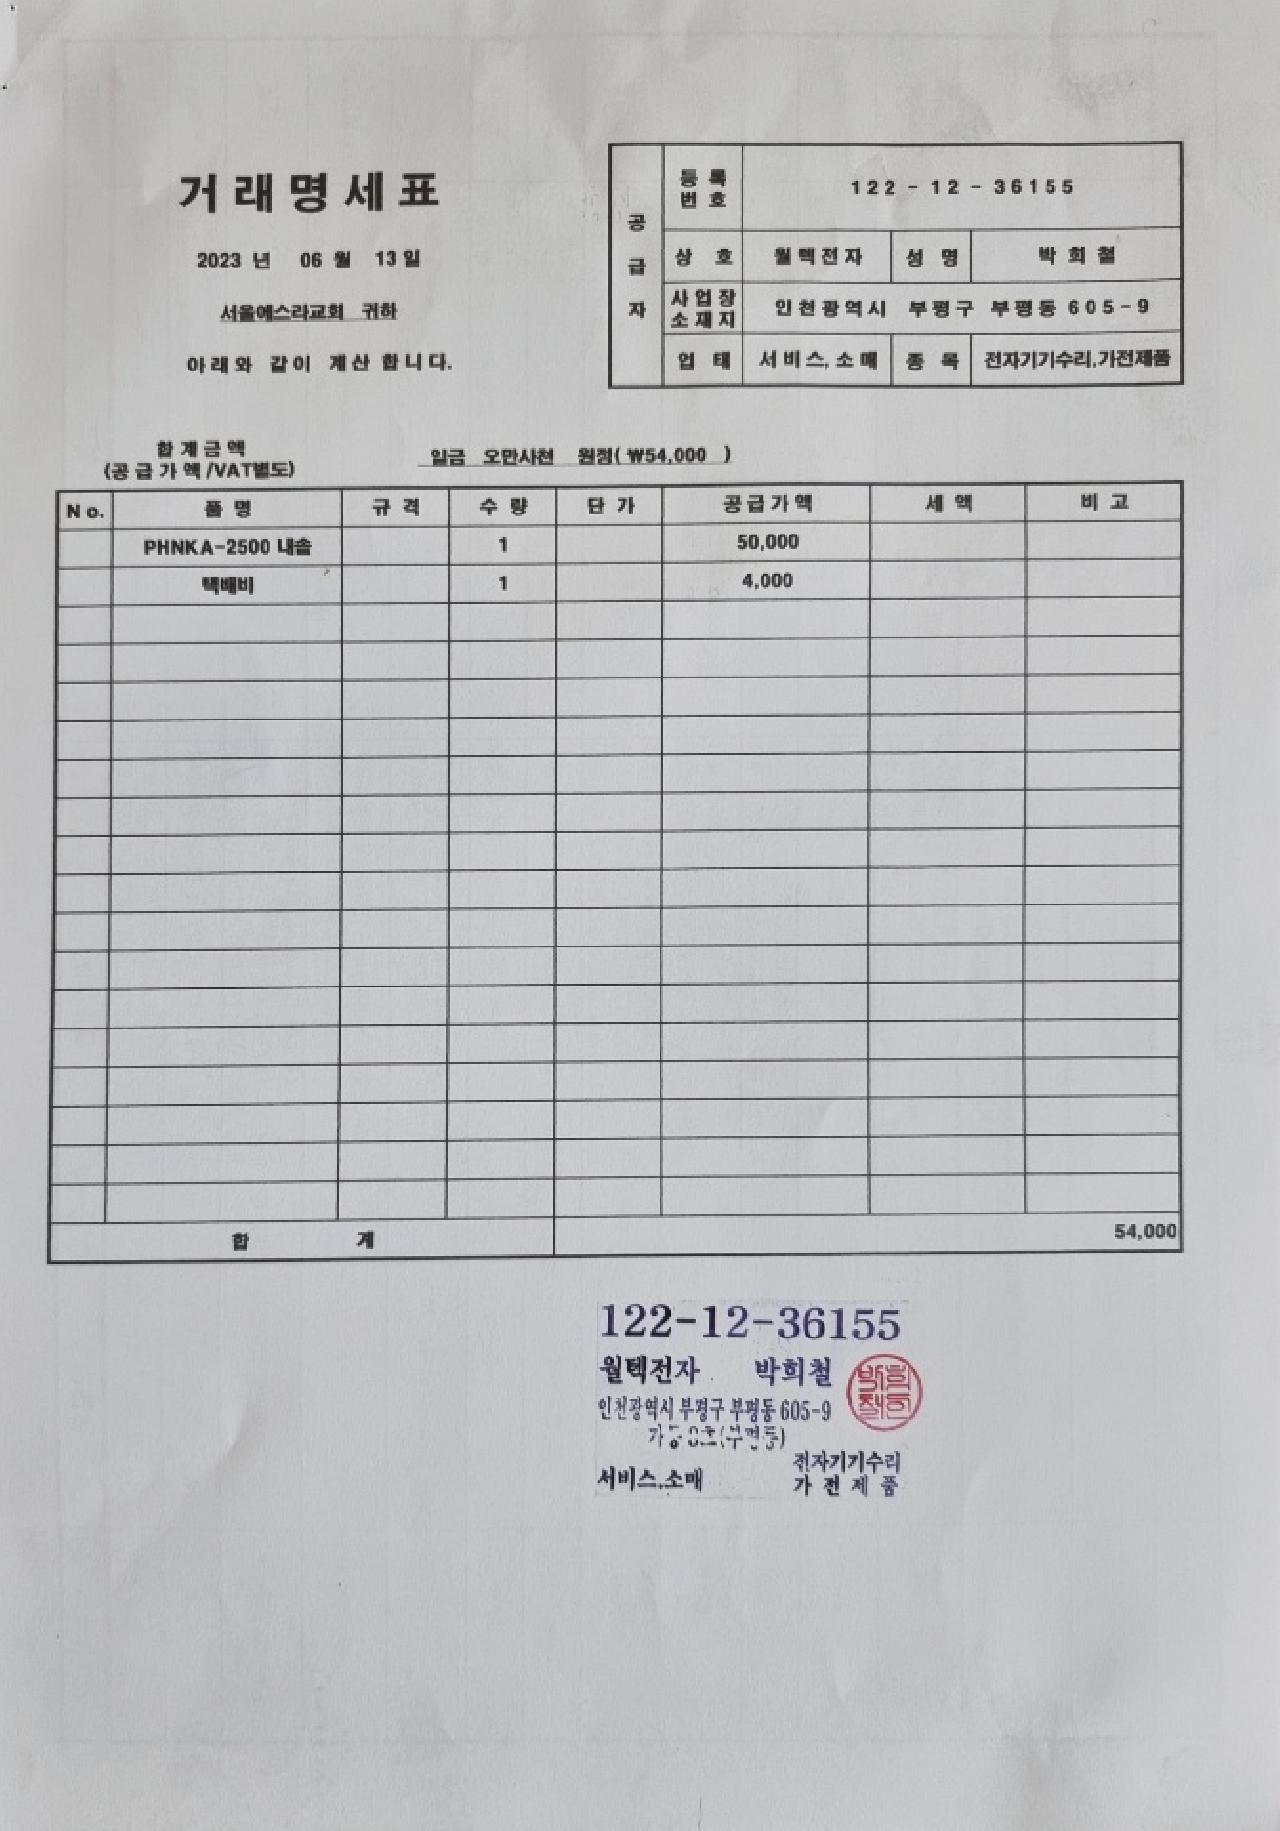 거래명세표
2023 년 06 월 13일
서울에스라교회 귀하
아래와 같이 계산 합니다.
공급자
등록번호 122-12-36155
상호 월텍전자 성명 박희철
사업장소재지 인천광역시 부평구 부평동 605-9
업태 서비스, 소매 종목 전자기기수리,가전제품
합계금액
(공급가액/VAT별도)
일금 오만사천 원정( ₩54,000 )
No. 품명 규격 수량 단가 공급가액 세액 비고
PHNKA-2500 내솥 1 50,000
택배비 1 4,000
합 계 54,000
122-12-36155
월텍전자 박희철
인천광역시 부평구 부평동 605-9
(부평동)
서비스,소매 전자기기수리
가전제품